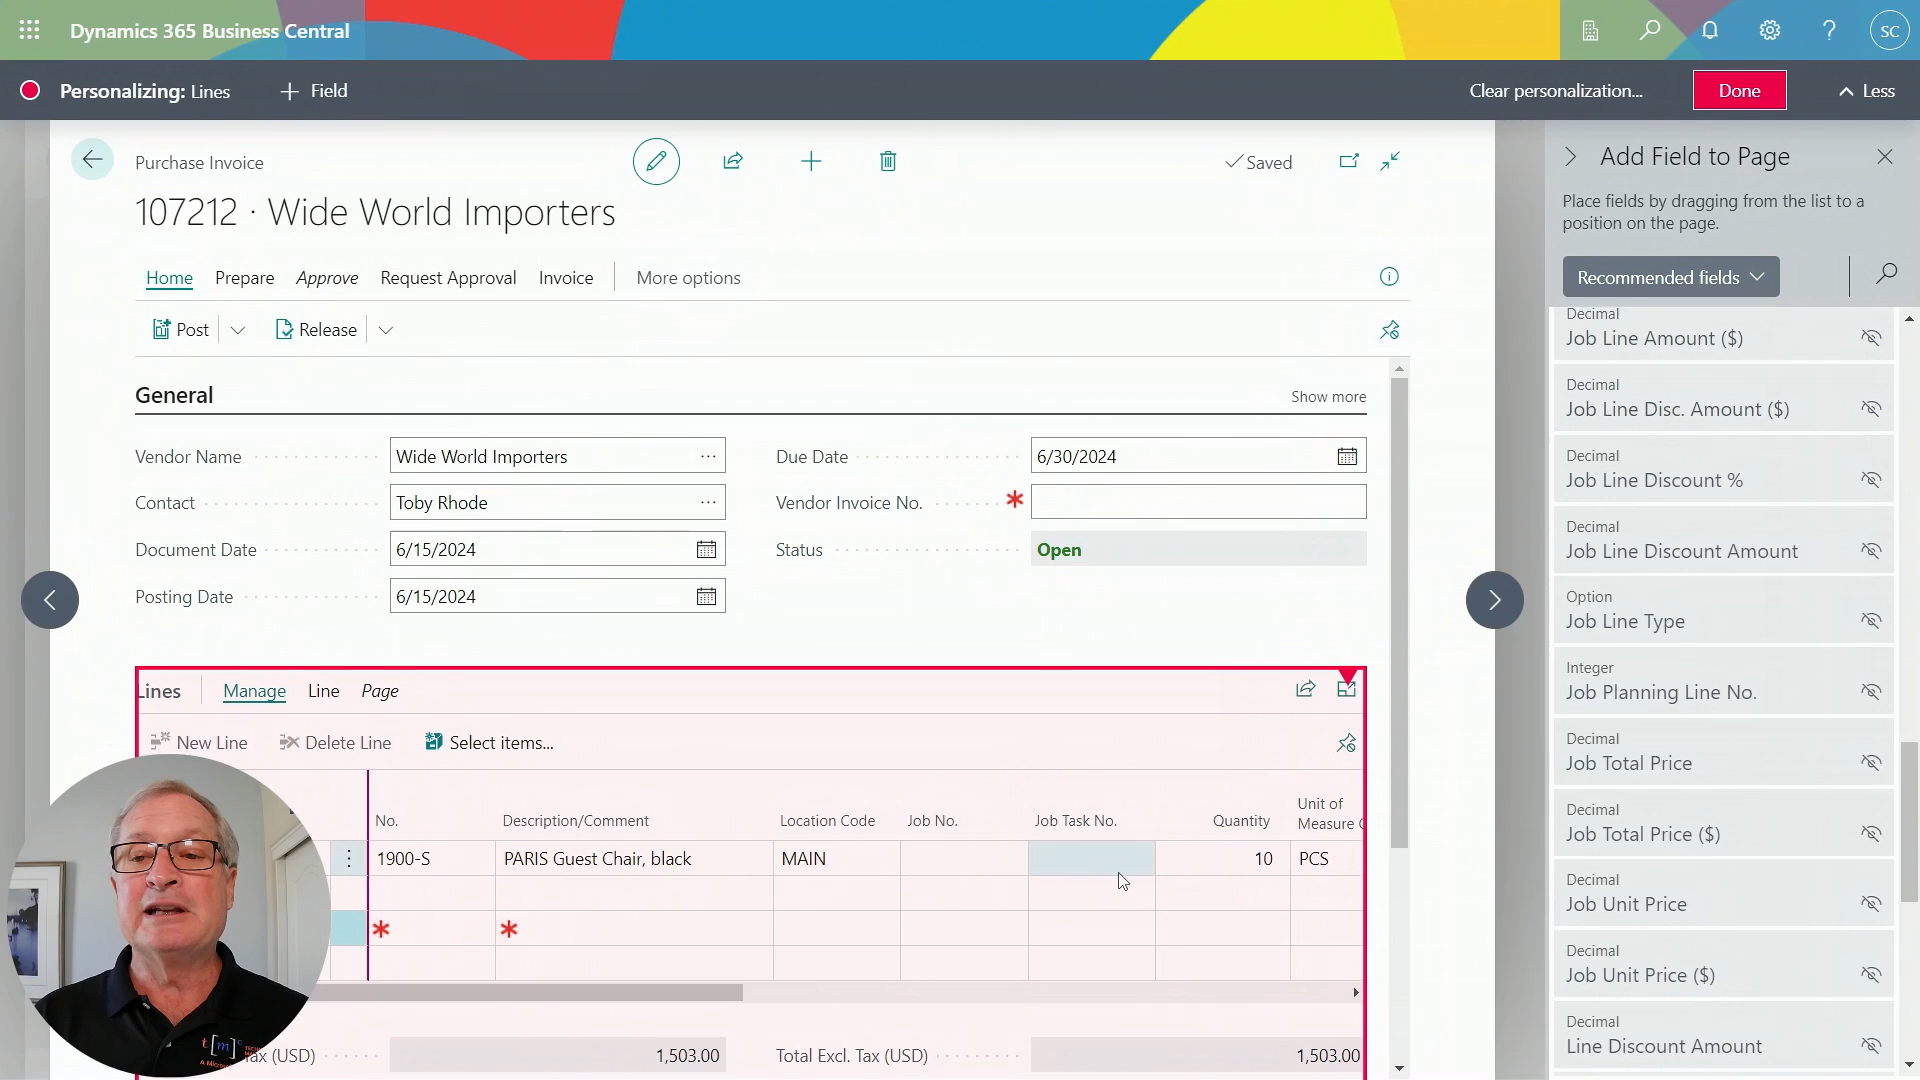 Dynamics 365 Business Central
SC
Personalizing: Lines
Field
Clear personalization...
Done
Less
Purchase Invoice
Saved
107212 · Wide World Importers
Home
Prepare
Approve
Request Approval
Invoice
More options
Post
Release
General
Show more
Vendor Name
Wide World Importers
Contact
Toby Rhode
Document Date
6/15/2024
Posting Date
6/15/2024
Due Date
6/30/2024
Vendor Invoice No.
Status
Open
Lines
Manage
Line
Page
New Line
Delete Line
Select items...
No.
Description/Comment
Location Code
Job No.
Job Task No.
Quantity
Unit of
Measure C
1900-S
PARIS Guest Chair, black
MAIN
10
PCS
Tax (USD)
1,503.00
Total Excl. Tax (USD)
1,503.00
t[m]c
Add Field to Page
Place fields by dragging from the list to a
position on the page.
Recommended fields
Decimal
Job Line Amount ($)
Decimal
Job Line Disc. Amount ($)
Decimal
Job Line Discount %
Decimal
Job Line Discount Amount
Option
Job Line Type
Integer
Job Planning Line No.
Decimal
Job Total Price
Decimal
Job Total Price ($)
Decimal
Job Unit Price
Decimal
Job Unit Price ($)
Decimal
Line Discount Amount